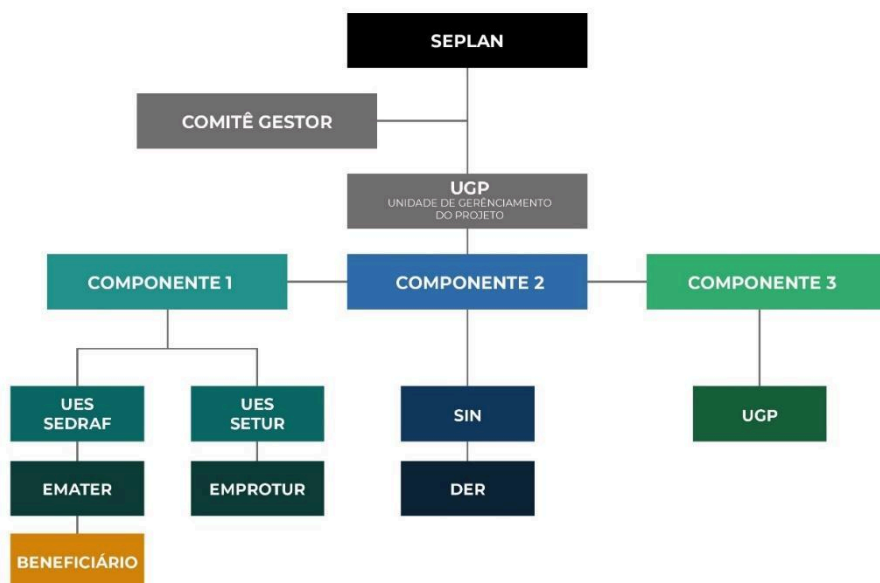 SEPLAN
COMITÊ GESTOR
UGP
UNIDADE DE GERÊNCIAMENTO
DO PROJETO
COMPONENTE 1
COMPONENTE 2
COMPONENTE 3
UES
SEDRAF
UES
SETUR
SIN
UGP
EMATER
EMPROTUR
DER
BENEFICIÁRIO